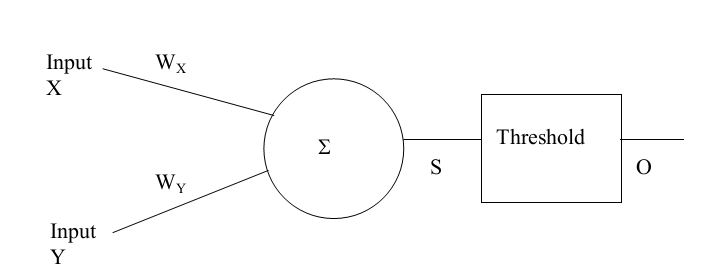 Input
X
W_X
Σ
Threshold
S
O
W_Y
Input
Y